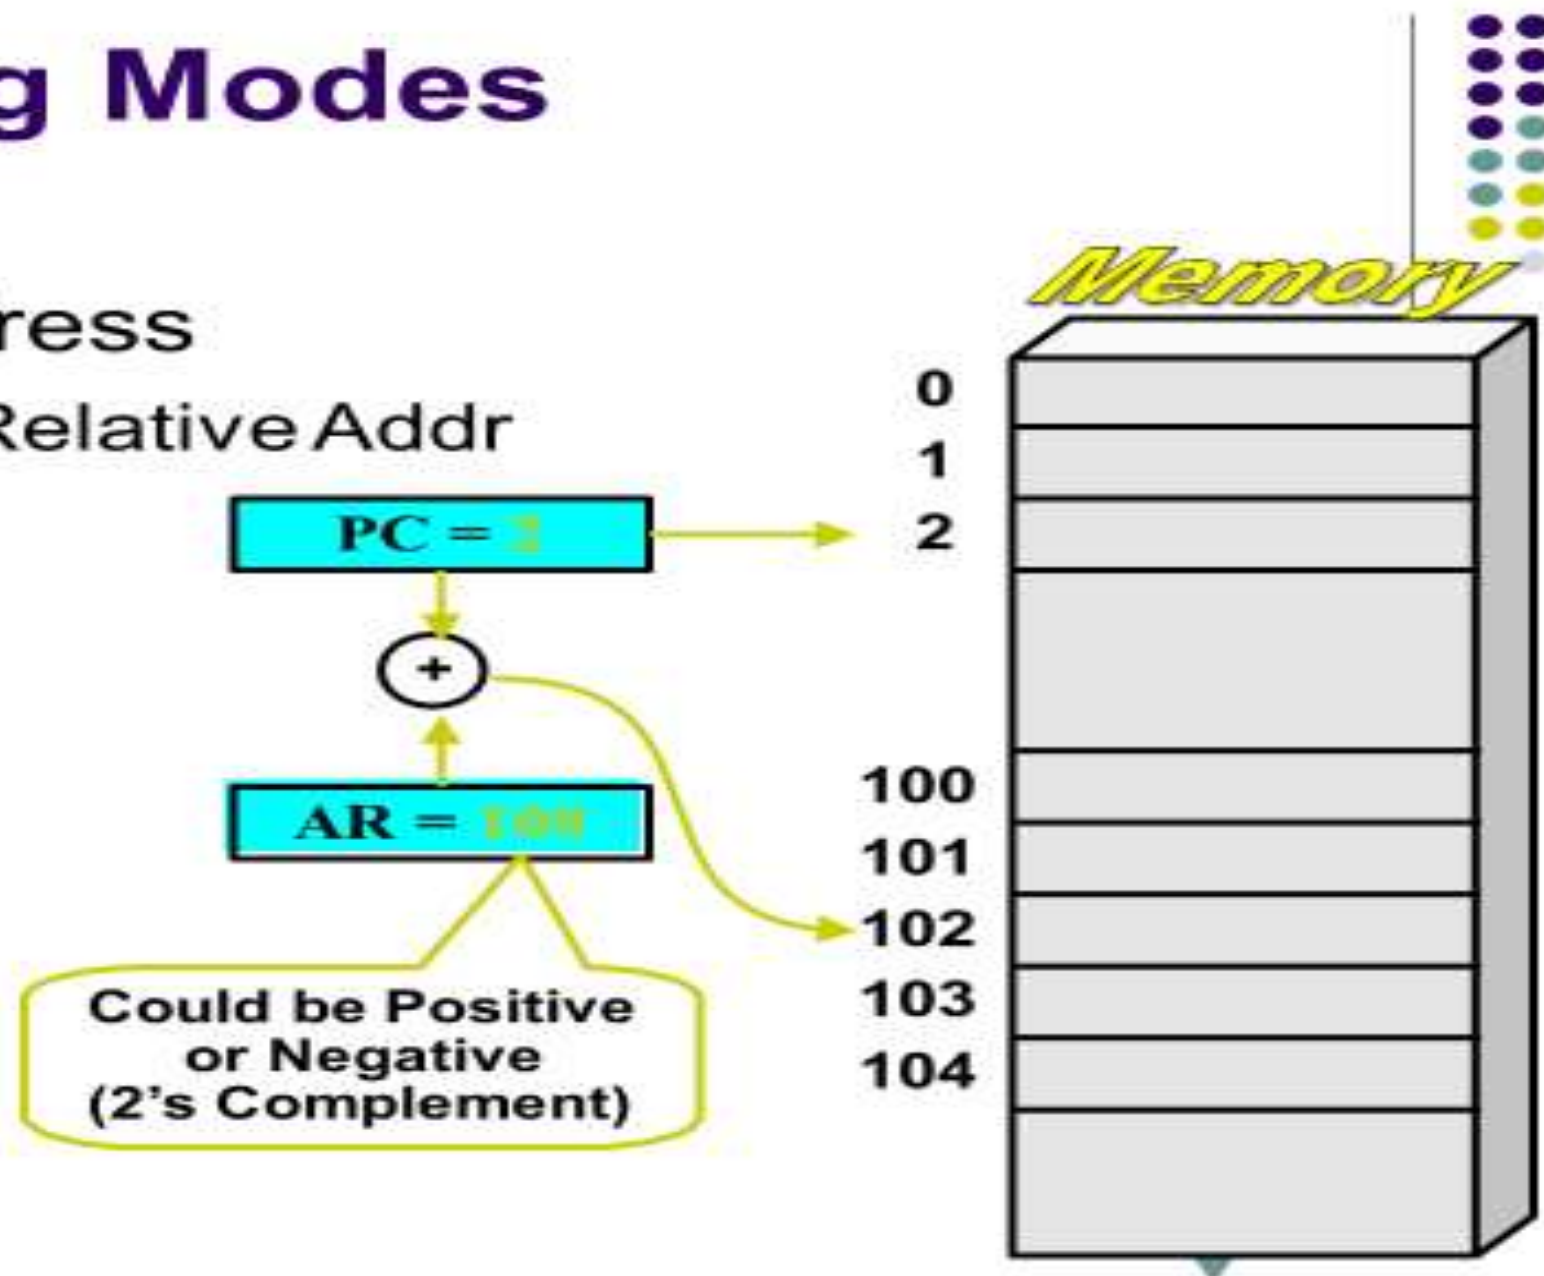 g Modes
Memory
ress
Relative Addr
0
1
PC = 2
2
+
100
AR =
101
102
103
104
Could be Positive
or Negative
(2's Complement)